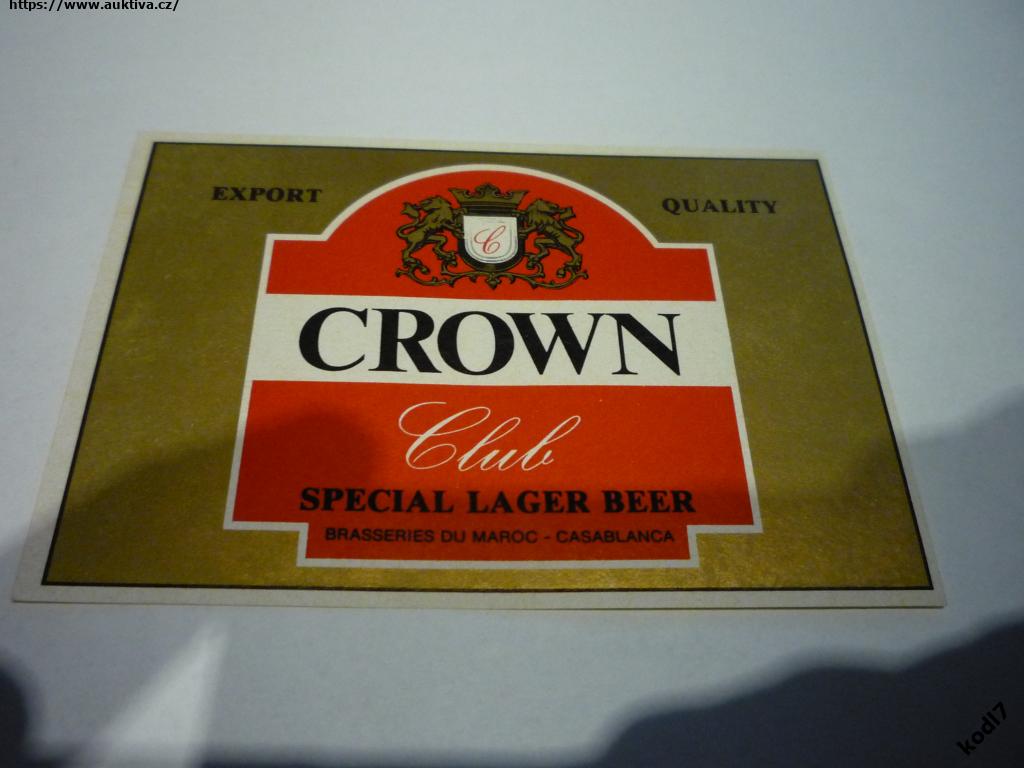 https://www.auktiva.cz/
EXPORT QUALITY
C
CROWN
Club
SPECIAL LAGER BEER
BRASSERIES DU MAROC - CASABLANCA
kodl7